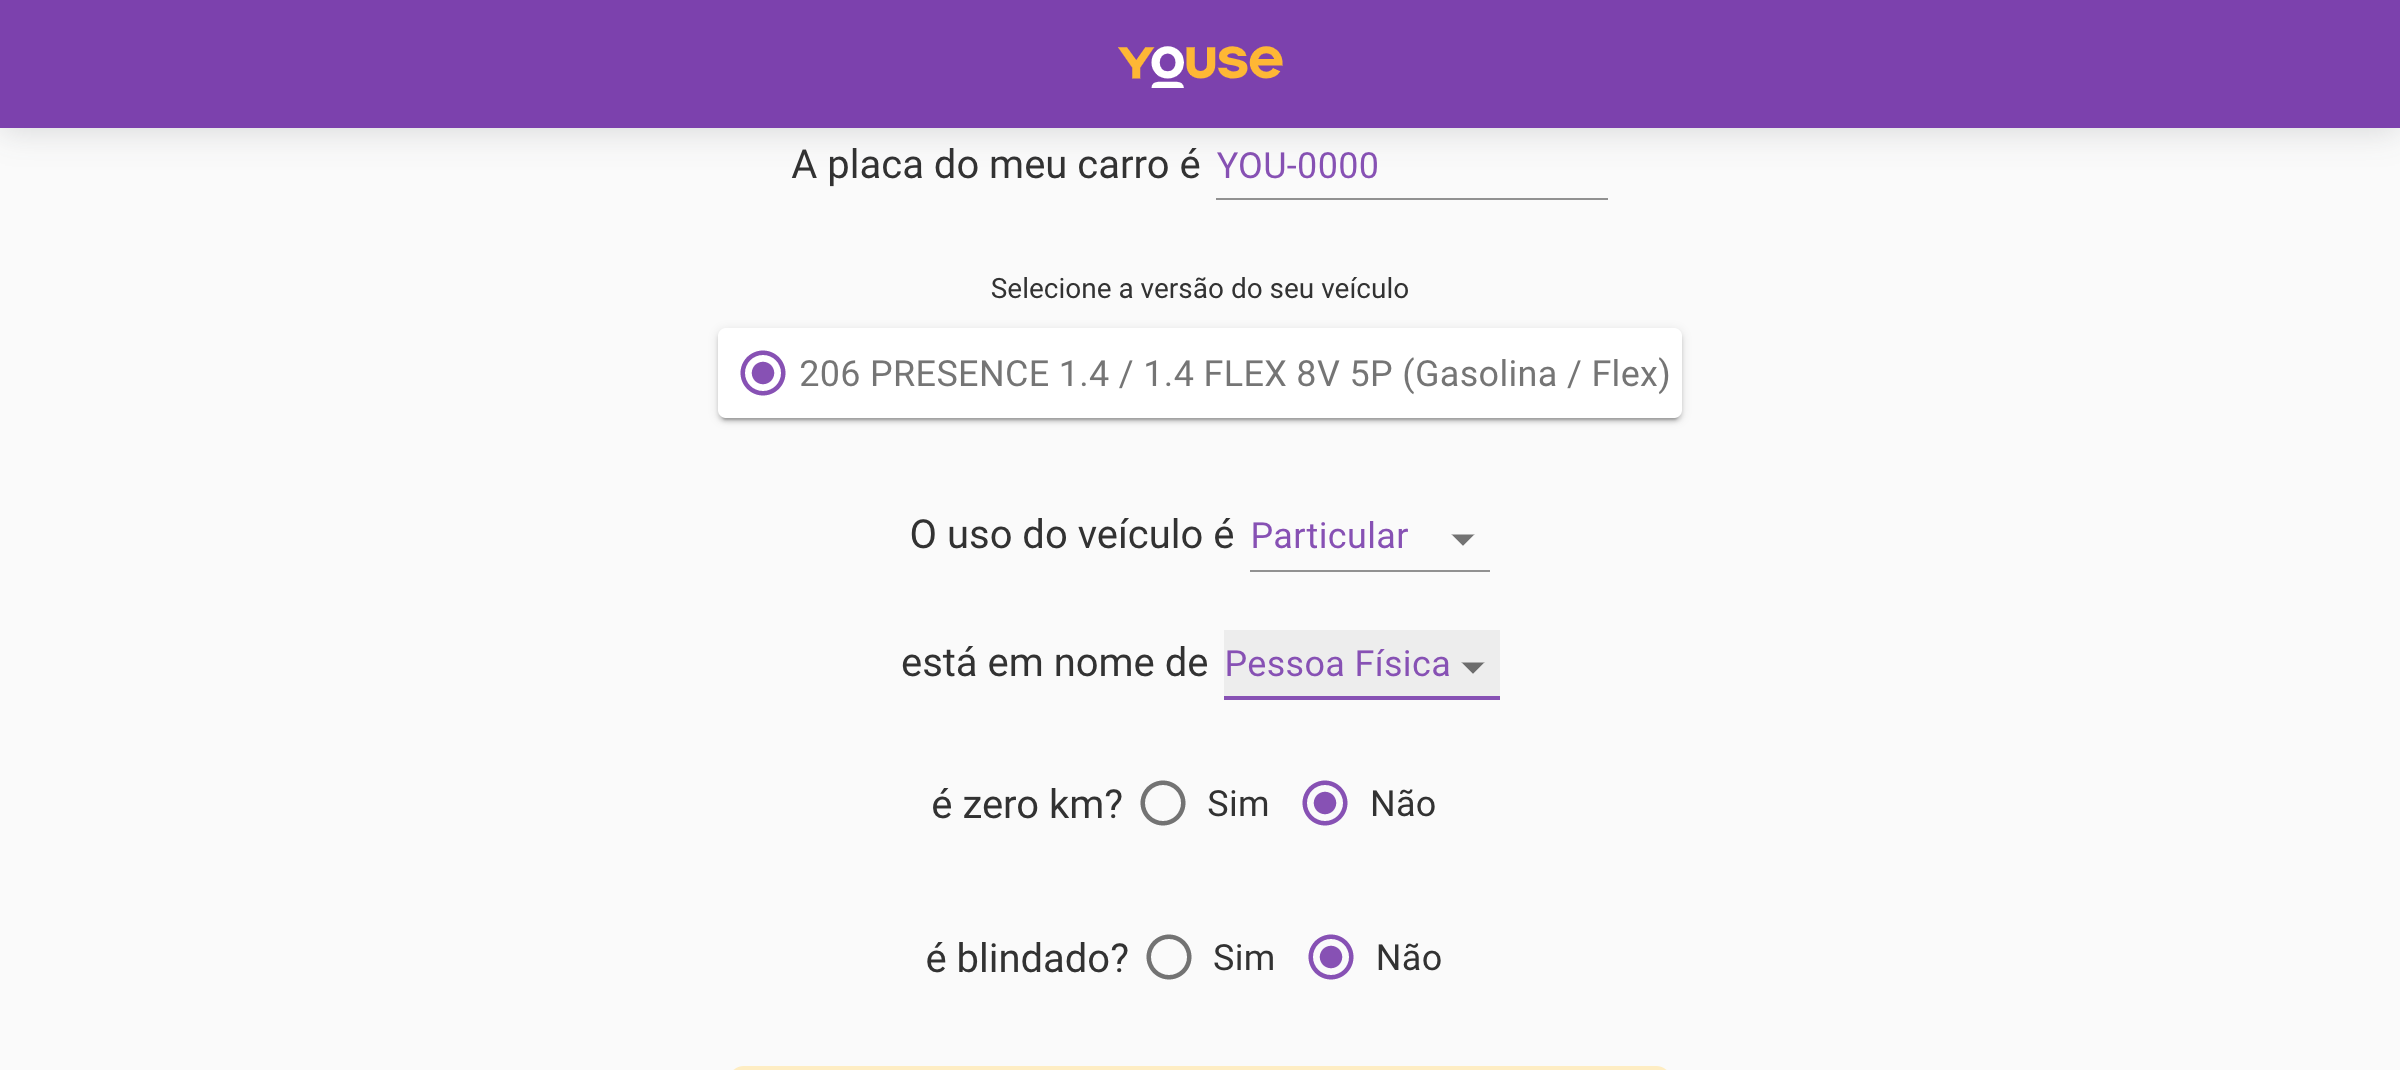 Youse
A placa do meu carro é YOU-0000
Selecione a versão do seu veículo
206 PRESENCE 1.4 / 1.4 FLEX 8V 5P (Gasolina / Flex)
O uso do veículo é Particular
está em nome de Pessoa Física
é zero km? Sim Não
é blindado? Sim Não